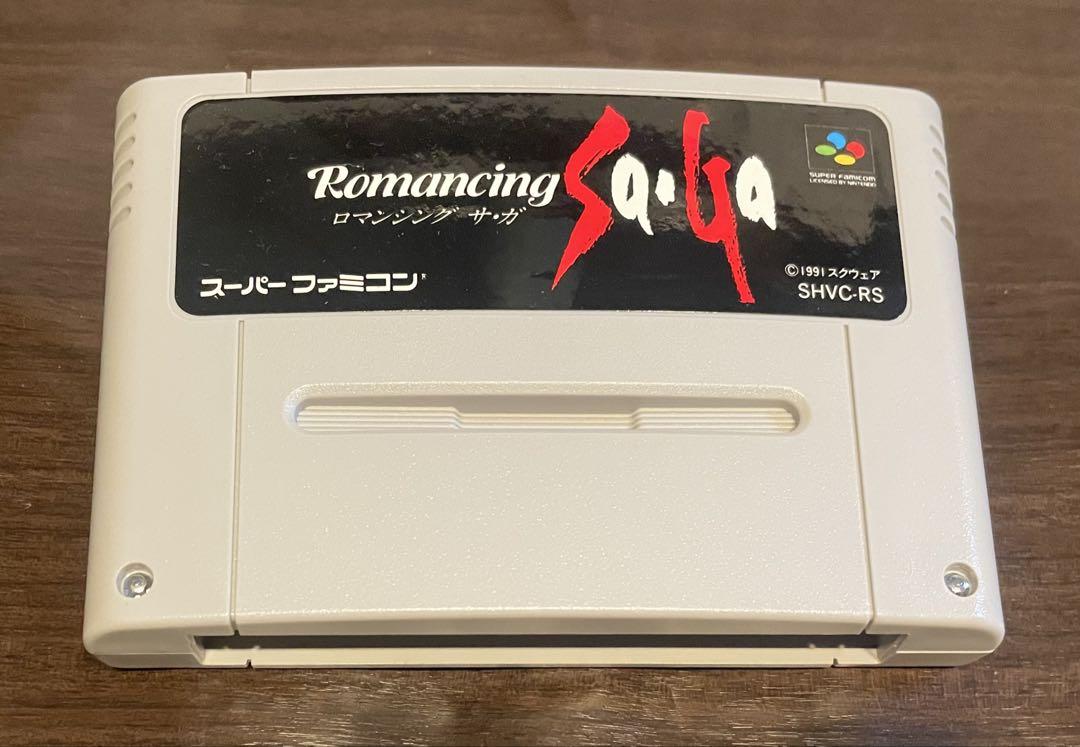 Romancing Sa・Ga
ロマンシング サ・ガ
SUPER FAMICOM
LICENSED BY NINTENDO
スーパーファミコン®
©1991 スクウェア
SHVC-RS